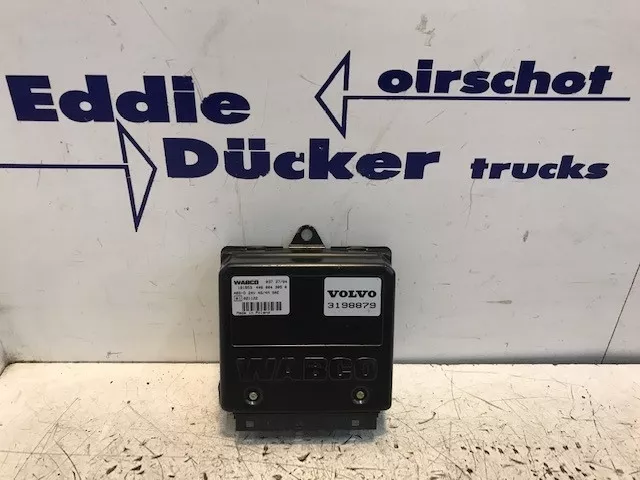 Eddie
oirschot
Dücker trucks
WABCO
VOLVO
3198879
WABCO